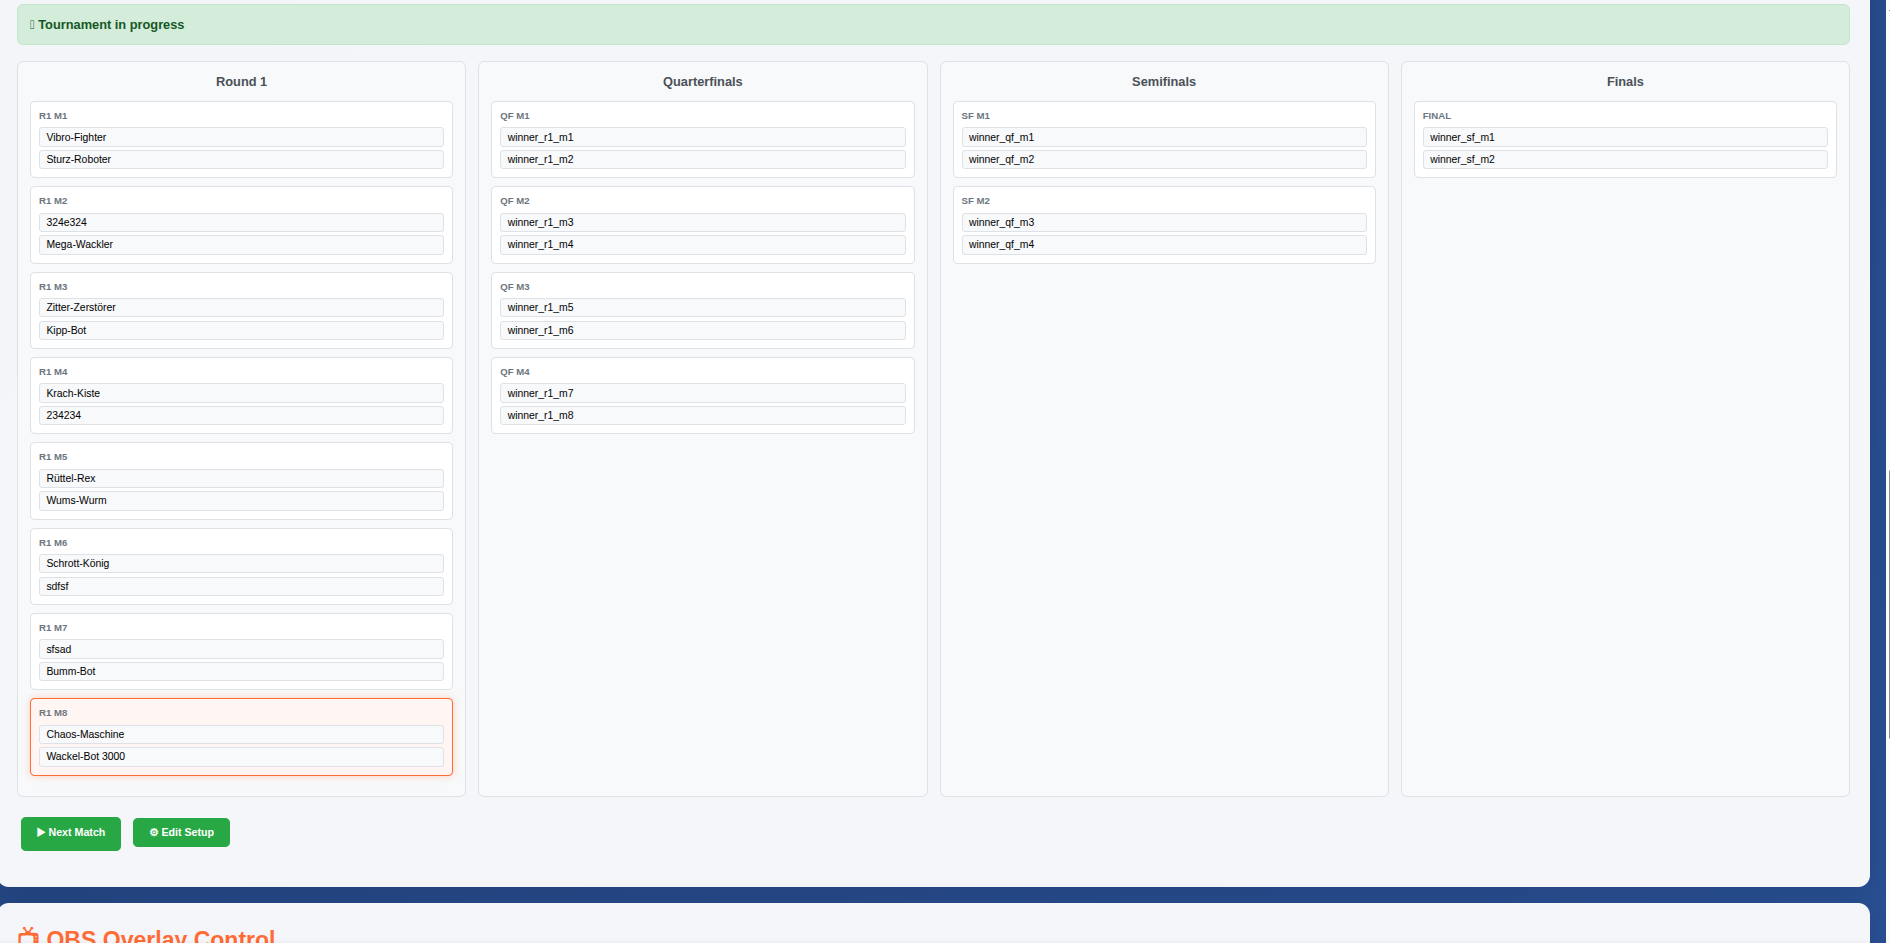 Tournament in progress
Round 1
R1 M1
Vibro-Fighter
Sturz-Roboter
R1 M2
324e324
Mega-Wackler
R1 M3
Zitter-Zerstörer
Kipp-Bot
R1 M4
Krach-Kiste
234234
R1 M5
Rüttel-Rex
Wums-Wurm
R1 M6
Schrott-König
sdfsf
R1 M7
sfsad
Bumm-Bot
R1 M8
Chaos-Maschine
Wackel-Bot 3000
Quarterfinals
QF M1
winner_r1_m1
winner_r1_m2
QF M2
winner_r1_m3
winner_r1_m4
QF M3
winner_r1_m5
winner_r1_m6
QF M4
winner_r1_m7
winner_r1_m8
Semifinals
SF M1
winner_qf_m1
winner_qf_m2
SF M2
winner_qf_m3
winner_qf_m4
Finals
FINAL
winner_sf_m1
winner_sf_m2
▶ Next Match
⚙ Edit Setup
📺 OBS Overlay Control